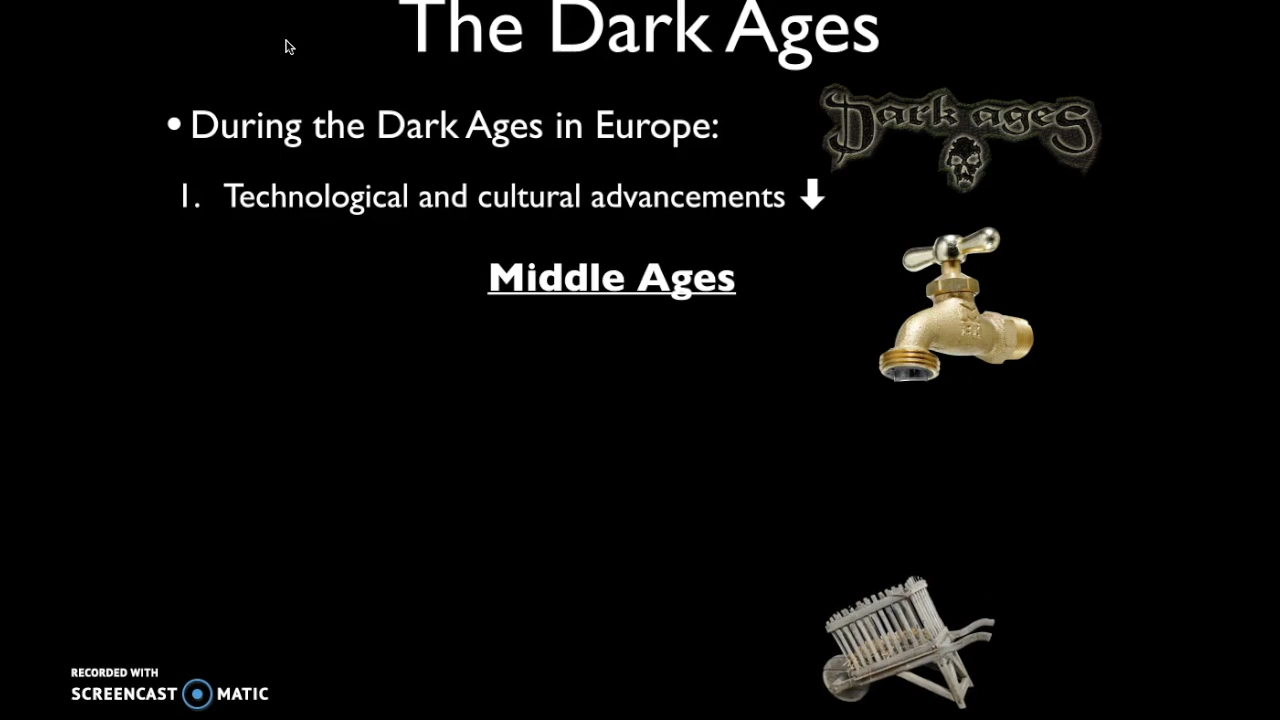 The Dark Ages
Dark ages
• During the Dark Ages in Europe:
1. Technological and cultural advancements ⬇
Middle Ages
RECORDED WITH
SCREENCAST MATIC